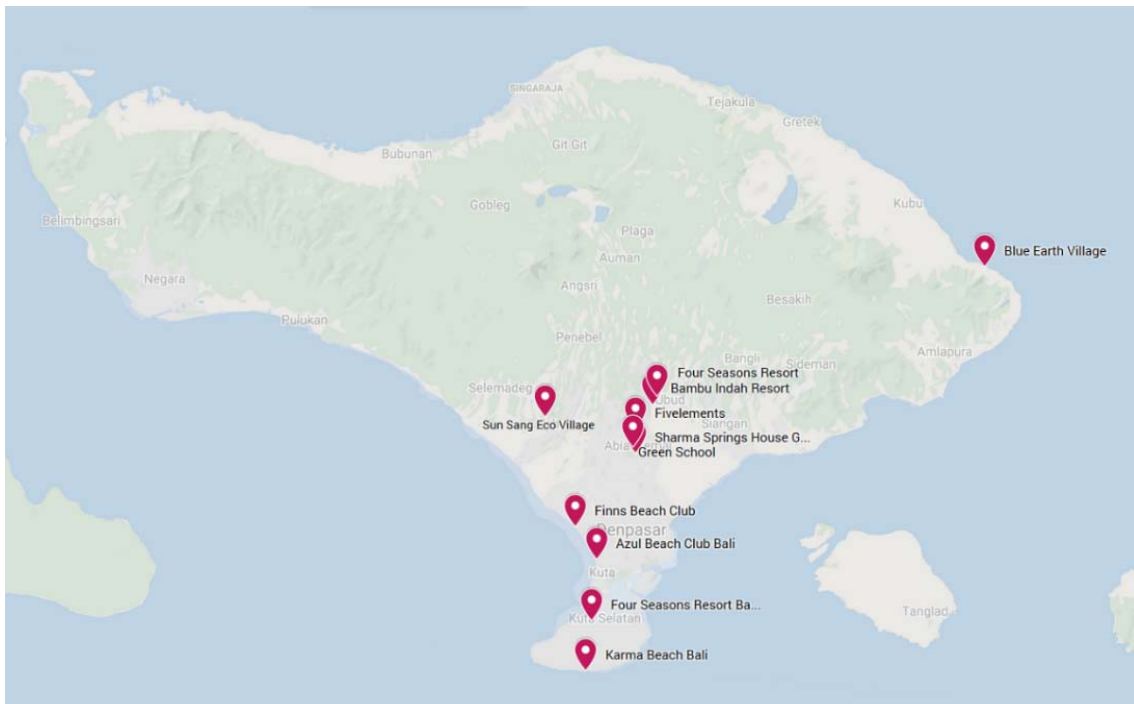 SINGARAJA
Tejakula
Gretek
Bubunan
Git Git
Kubu
Gobleg
Belimbingsari
Plaga
Auman
Blue Earth Village
Negara
Angsri
Besakih
Pulukan
Penebel
Amlapura
Bangli
Sideman
Four Seasons Resort
Selemadeg
Bambu Indah Resort
Ubud
Fivelements
Sun Sang Eco Village
Siangan
Sharma Springs House G...
Green School
Finns Beach Club
Denpasar
Azul Beach Club Bali
Kuta
Four Seasons Resort Ba...
Tanglad
Kuta Selatan
Karma Beach Bali